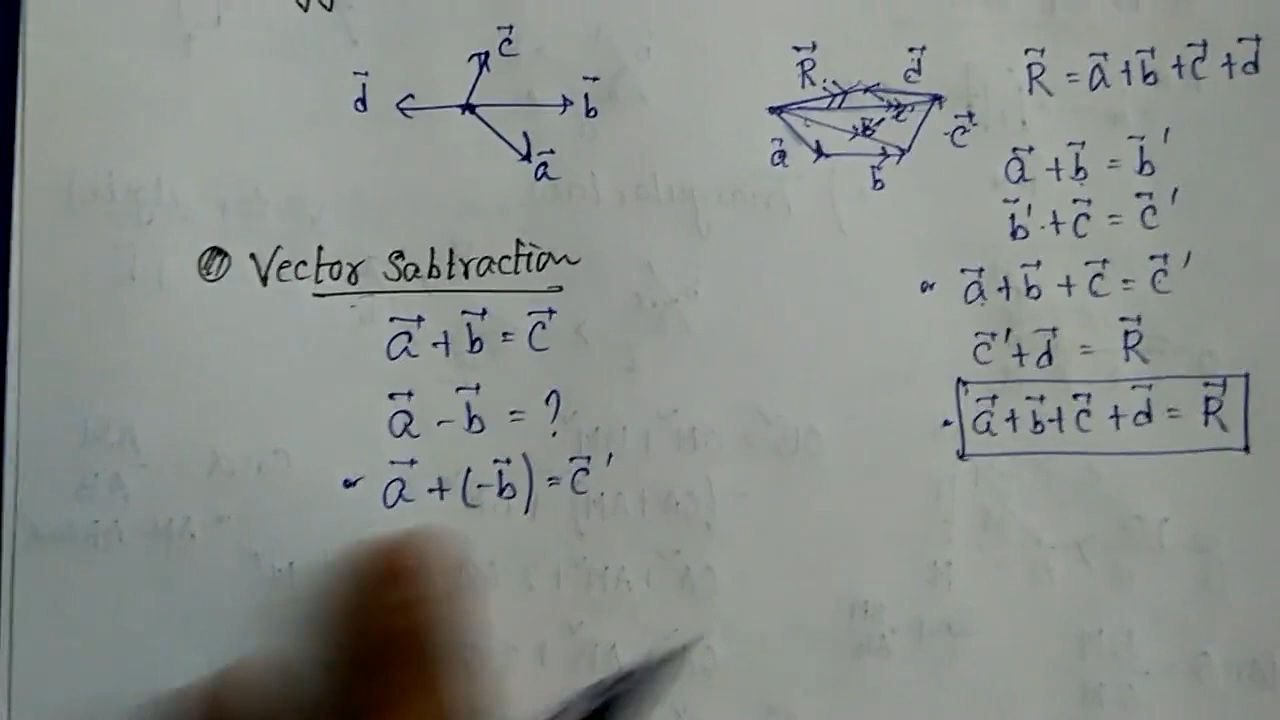 c⃗
d⃗
b⃗
a⃗
R⃗
d⃗
c⃗'
b⃗'
c⃗
a⃗
b⃗
R⃗ = a⃗ + b⃗ + c⃗ + d⃗
a⃗ + b⃗ = b⃗'
b⃗' + c⃗ = c⃗'
or a⃗ + b⃗ + c⃗ = c⃗'
c⃗' + d⃗ = R⃗
a⃗ + b⃗ + c⃗ + d⃗ = R⃗
Vector Sabtraction
a⃗ + b⃗ = c⃗
a⃗ - b⃗ = ?
or a⃗ + (-b⃗) = c⃗'